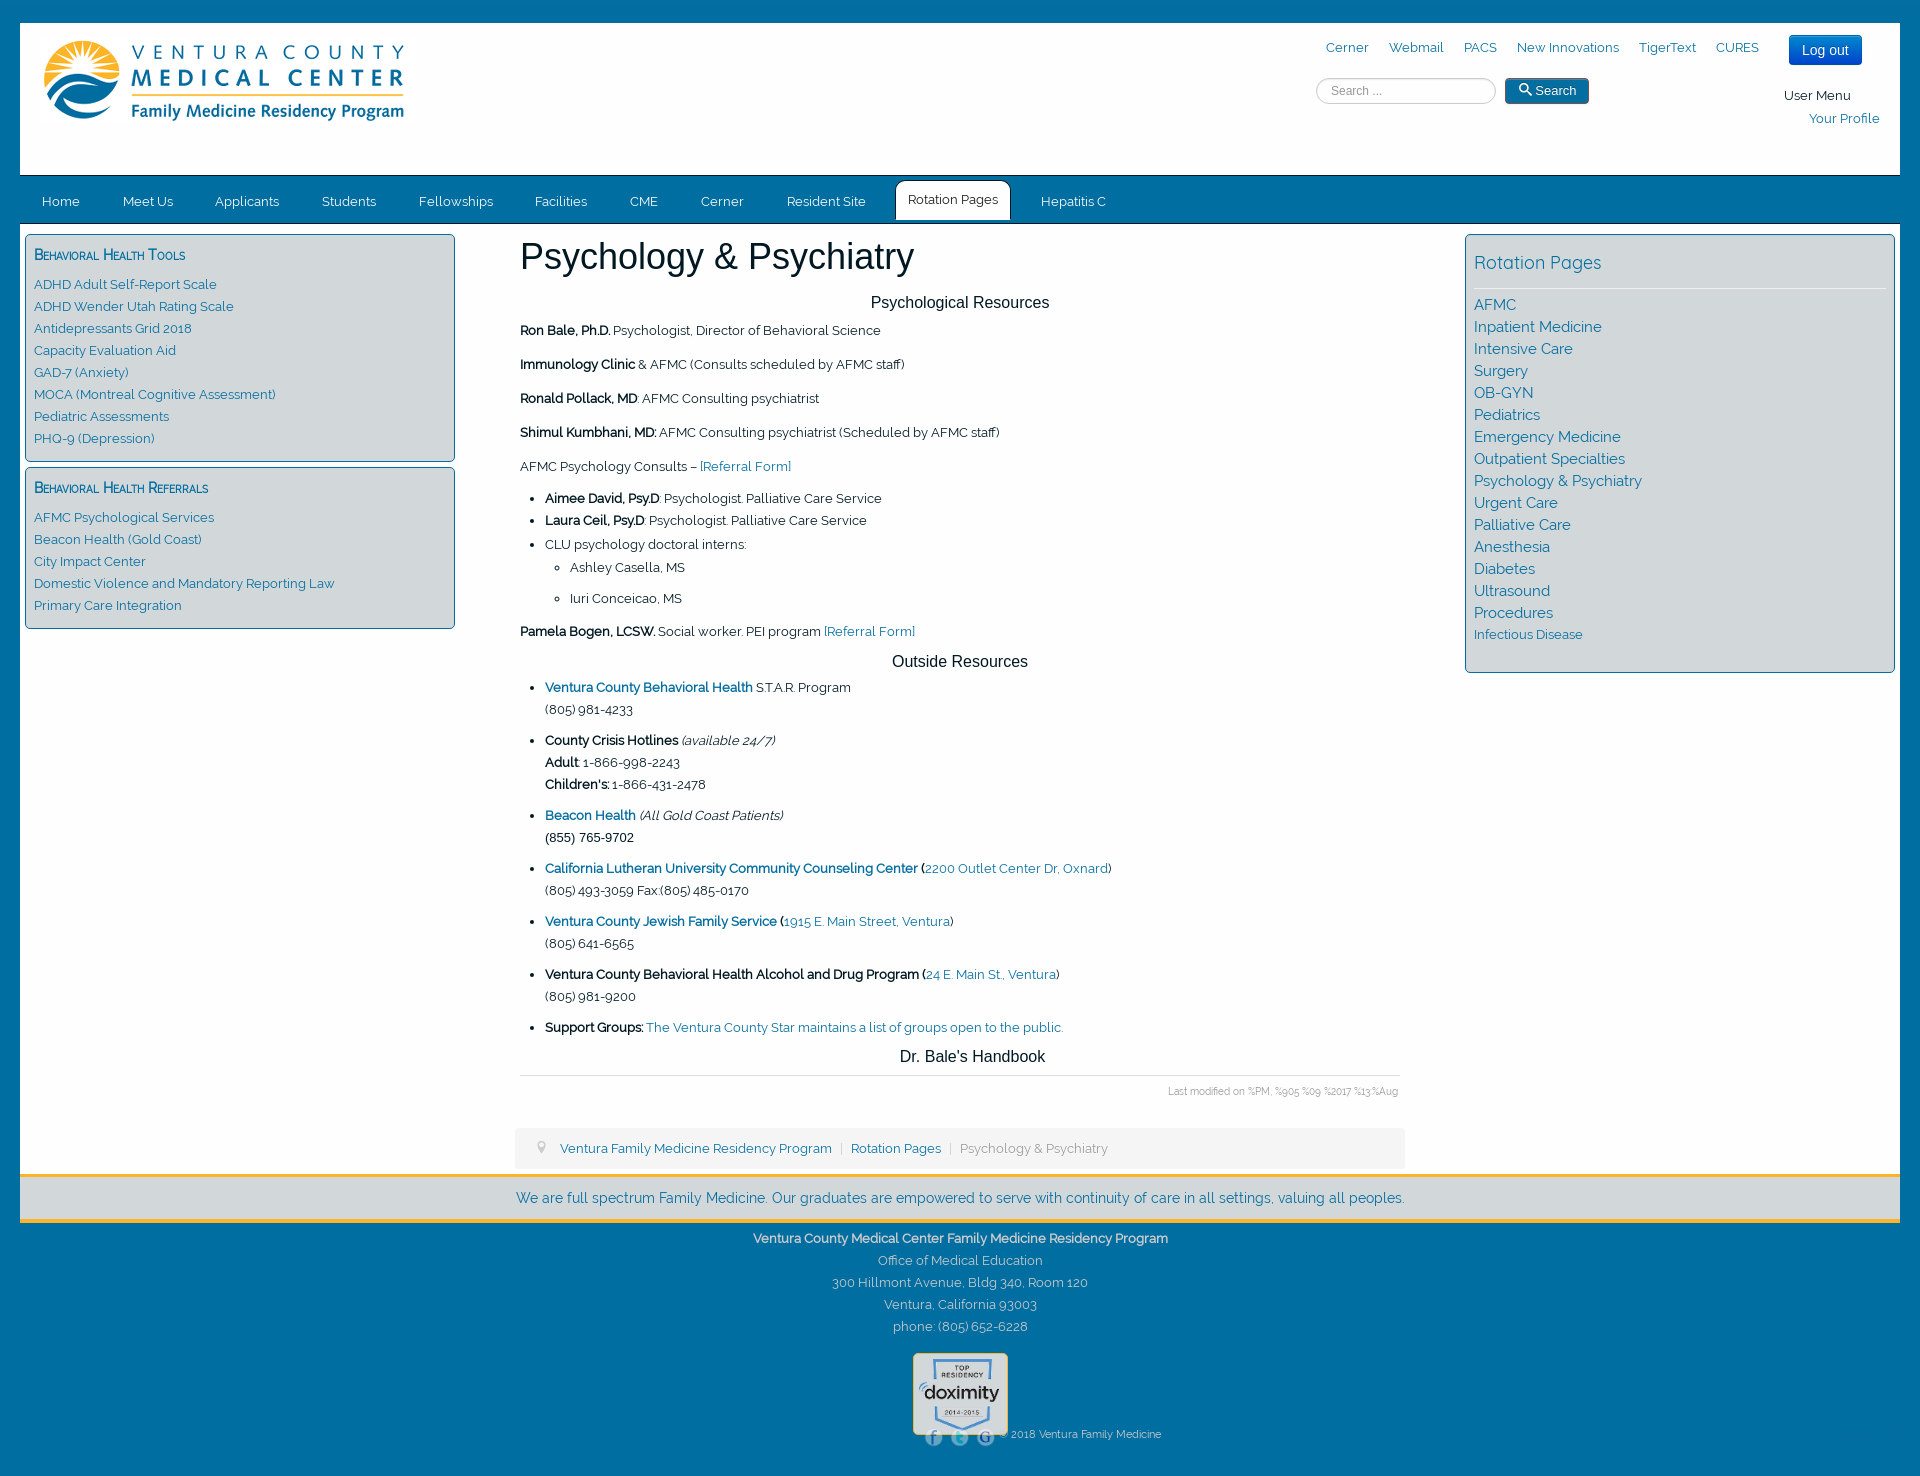 VENTURA COUNTY
MEDICAL CENTER
Family Medicine Residency Program
Cerner Webmail PACS New Innovations TigerText CURES
Log out
Search ...
Search
User Menu
Your Profile
Home Meet Us Applicants Students Fellowships Facilities CME Cerner Resident Site Rotation Pages Hepatitis C
Behavioral Health Tools
ADHD Adult Self-Report Scale
ADHD Wender Utah Rating Scale
Antidepressants Grid 2018
Capacity Evaluation Aid
GAD-7 (Anxiety)
MOCA (Montreal Cognitive Assessment)
Pediatric Assessments
PHQ-9 (Depression)
Behavioral Health Referrals
AFMC Psychological Services
Beacon Health (Gold Coast)
City Impact Center
Domestic Violence and Mandatory Reporting Law
Primary Care Integration
Psychology & Psychiatry
Psychological Resources
Ron Bale, Ph.D. Psychologist, Director of Behavioral Science
Immunology Clinic & AFMC (Consults scheduled by AFMC staff)
Ronald Pollack, MD: AFMC Consulting psychiatrist
Shimul Kumbhani, MD: AFMC Consulting psychiatrist (Scheduled by AFMC staff)
AFMC Psychology Consults – [Referral Form]
Aimee David, Psy.D: Psychologist. Palliative Care Service
Laura Ceil, Psy.D: Psychologist. Palliative Care Service
CLU psychology doctoral interns:
Ashley Casella, MS
Iuri Conceicao, MS
Pamela Bogen, LCSW. Social worker. PEI program [Referral Form]
Outside Resources
Ventura County Behavioral Health S.T.A.R. Program
(805) 981-4233
County Crisis Hotlines (available 24/7)
Adult: 1-866-998-2243
Children's: 1-866-431-2478
Beacon Health (All Gold Coast Patients)
(855) 765-9702
California Lutheran University Community Counseling Center (2200 Outlet Center Dr, Oxnard)
(805) 493-3059 Fax:(805) 485-0170
Ventura County Jewish Family Service (1915 E. Main Street, Ventura)
(805) 641-6565
Ventura County Behavioral Health Alcohol and Drug Program (24 E. Main St., Ventura)
(805) 981-9200
Support Groups: The Ventura County Star maintains a list of groups open to the public.
Dr. Bale's Handbook
Last modified on %PM, %905 %09 %2017 %13:%Aug
Rotation Pages
AFMC
Inpatient Medicine
Intensive Care
Surgery
OB-GYN
Pediatrics
Emergency Medicine
Outpatient Specialties
Psychology & Psychiatry
Urgent Care
Palliative Care
Anesthesia
Diabetes
Ultrasound
Procedures
Infectious Disease
Ventura Family Medicine Residency Program | Rotation Pages | Psychology & Psychiatry
We are full spectrum Family Medicine. Our graduates are empowered to serve with continuity of care in all settings, valuing all peoples.
Ventura County Medical Center Family Medicine Residency Program
Office of Medical Education
300 Hillmont Avenue, Bldg 340, Room 120
Ventura, California 93003
phone: (805) 652-6228
TOP
RESIDENCY
doximity
2014-2015
© 2018 Ventura Family Medicine